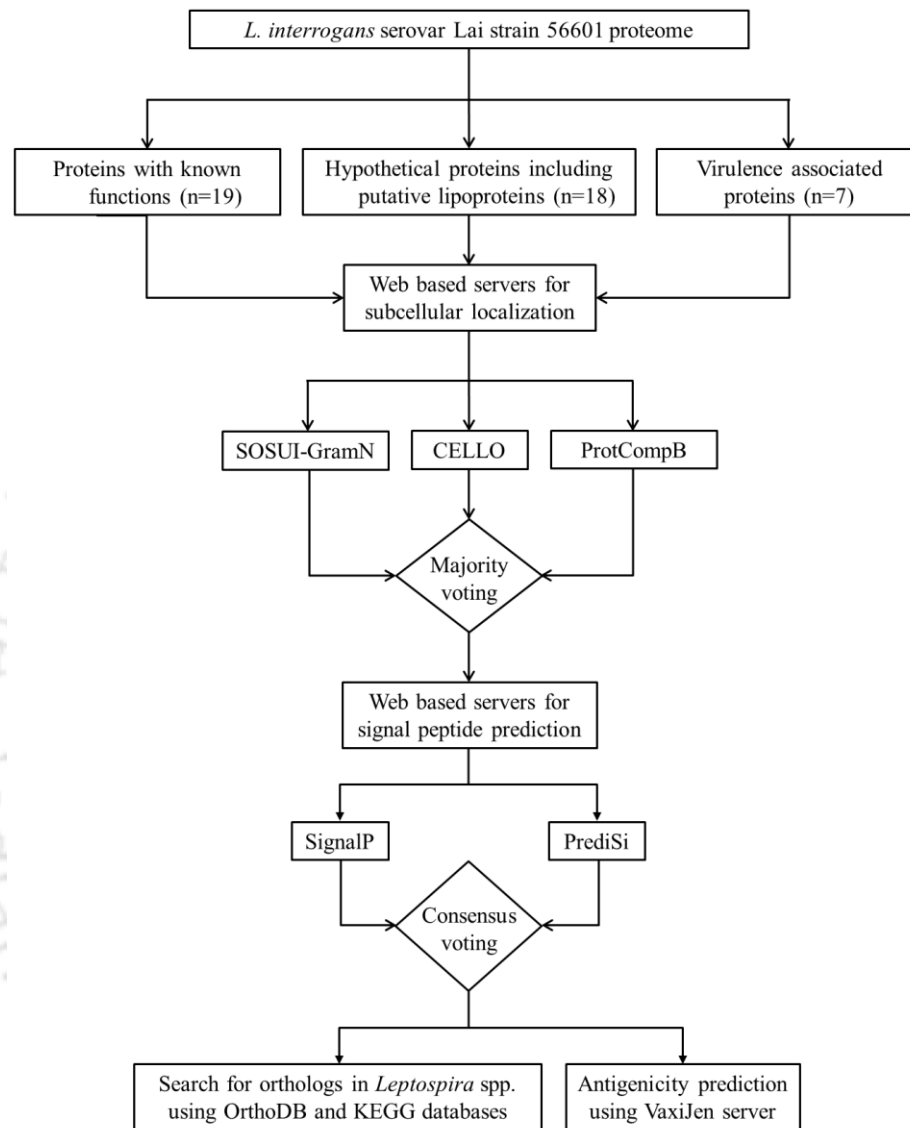 L. interrogans serovar Lai strain 56601 proteome
Proteins with known
functions (n=19)
Hypothetical proteins including
putative lipoproteins (n=18)
Virulence associated
proteins (n=7)
Web based servers for
subcellular localization
SOSUI-GramN
CELLO
ProtCompB
Majority
voting
Web based servers for
signal peptide prediction
SignalP
PrediSi
Consensus
voting
Search for orthologs in Leptospira spp.
using OrthoDB and KEGG databases
Antigenicity prediction
using VaxiJen server